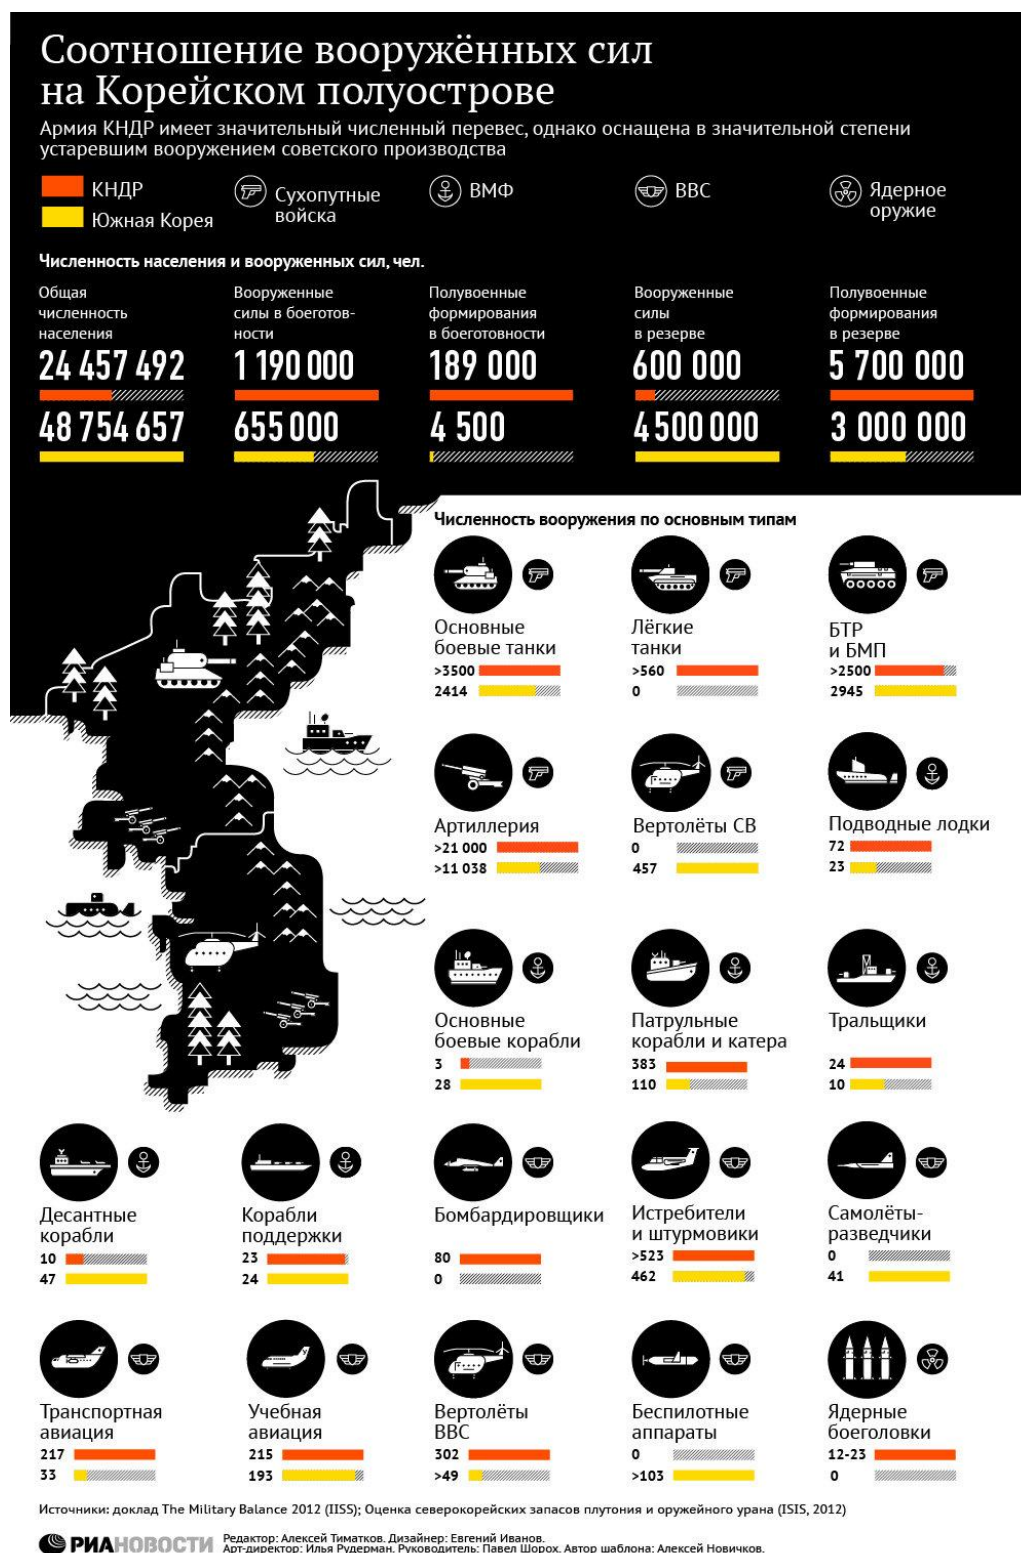 Соотношение вооружённых сил
на Корейском полуострове
Армия КНДР имеет значительный численный перевес, однако оснащена в значительной степени
устаревшим вооружением советского производства
КНДР
Южная Корея
Сухопутные
войска
ВМФ
ВВС
Ядерное
оружие
Численность населения и вооруженных сил, чел.
Общая
численность
населения
24 457 492
48 754 657
Вооруженные
силы в боеготов-
ности
1 190 000
655 000
Полувоенные
формирования
в боеготовности
189 000
4 500
Вооруженные
силы
в резерве
600 000
4 500 000
Полувоенные
формирования
в резерве
5 700 000
3 000 000
Численность вооружения по основным типам
Основные
боевые танки
>3500
2414
Лёгкие
танки
>560
0
БТР
и БМП
>2500
2945
Артиллерия
>21 000
>11 038
Вертолёты СВ
0
457
Подводные лодки
72
23
Основные
боевые корабли
3
28
Патрульные
корабли и катера
383
110
Тральщики
24
10
Десантные
корабли
10
47
Корабли
поддержки
23
24
Бомбардировщики
80
0
Истребители
и штурмовики
>523
462
Самолёты-
разведчики
0
41
Транспортная
авиация
217
33
Учебная
авиация
215
193
Вертолёты
ВВС
302
>49
Беспилотные
аппараты
0
>103
Ядерные
боеголовки
12-23
0
Источники: доклад The Military Balance 2012 (IISS); Оценка северокорейских запасов плутония и оружейного урана (ISIS, 2012)
РИАНОВОСТИ
Редактор: Алексей Тиматков. Дизайнер: Евгений Иванов.
Арт-директор: Илья Рудерман. Руководитель: Павел Шорох. Автор шаблона: Алексей Новичков.